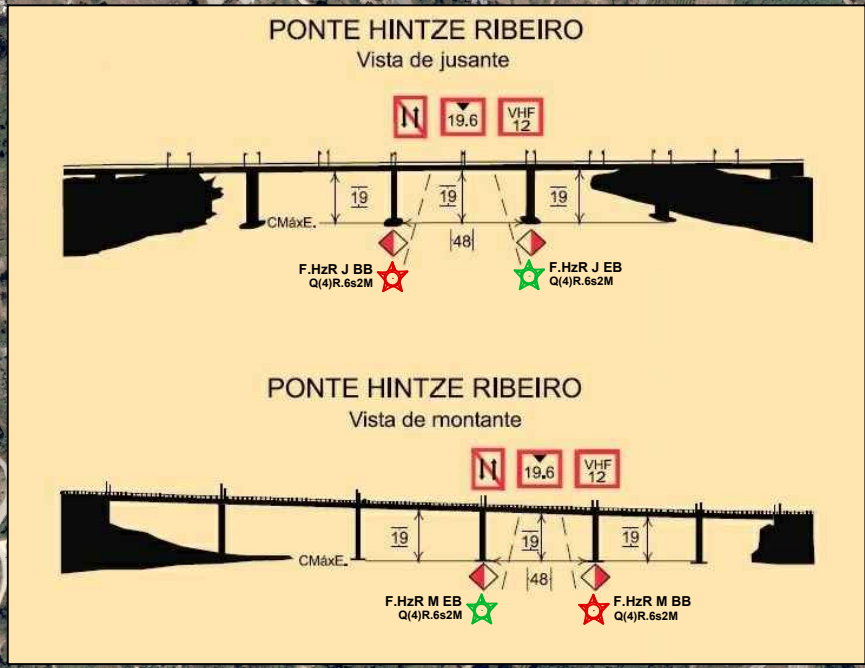 PONTE HINTZE RIBEIRO
Vista de jusante
19.6
VHF
12
19
19
19
CMáxE.
48
F.HzR J BB
Q(4)R.6s2M
F.HzR J EB
Q(4)R.6s2M
PONTE HINTZE RIBEIRO
Vista de montante
19.6
VHF
12
19
19
19
CMáxE.
48
F.HzR M EB
Q(4)R.6s2M
F.HzR M BB
Q(4)R.6s2M